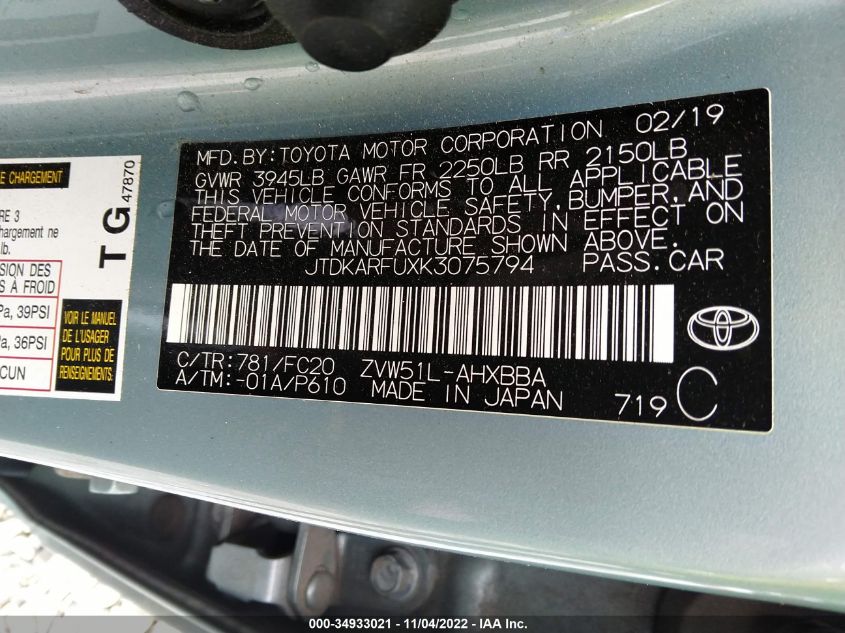 E CHARGEMENT
47870
TG
RE 3
chargement ne
lb.
SION DES
S À FROID
Pa, 39PSI
Pa, 36PSI
CUN
VOIR LE MANUEL
DE L'USAGER
POUR PLUS DE
RENSEIGNEMENTS.
MFD. BY: TOYOTA MOTOR CORPORATION 02/19
GVWR 3945LB GAWR FR 2250LB RR 2150LB
THIS VEHICLE CONFORMS TO ALL APPLICABLE
FEDERAL MOTOR VEHICLE SAFETY, BUMPER, AND
THEFT PREVENTION STANDARDS IN EFFECT ON
THE DATE OF MANUFACTURE SHOWN ABOVE.
JTDKARFUXK3075794 PASS. CAR
C/TR: 781/FC20 ZVW51L-AHXBBA
A/TM:-01A/P610 MADE IN JAPAN
719 C
000-34933021 - 11/04/2022 - IAA Inc.